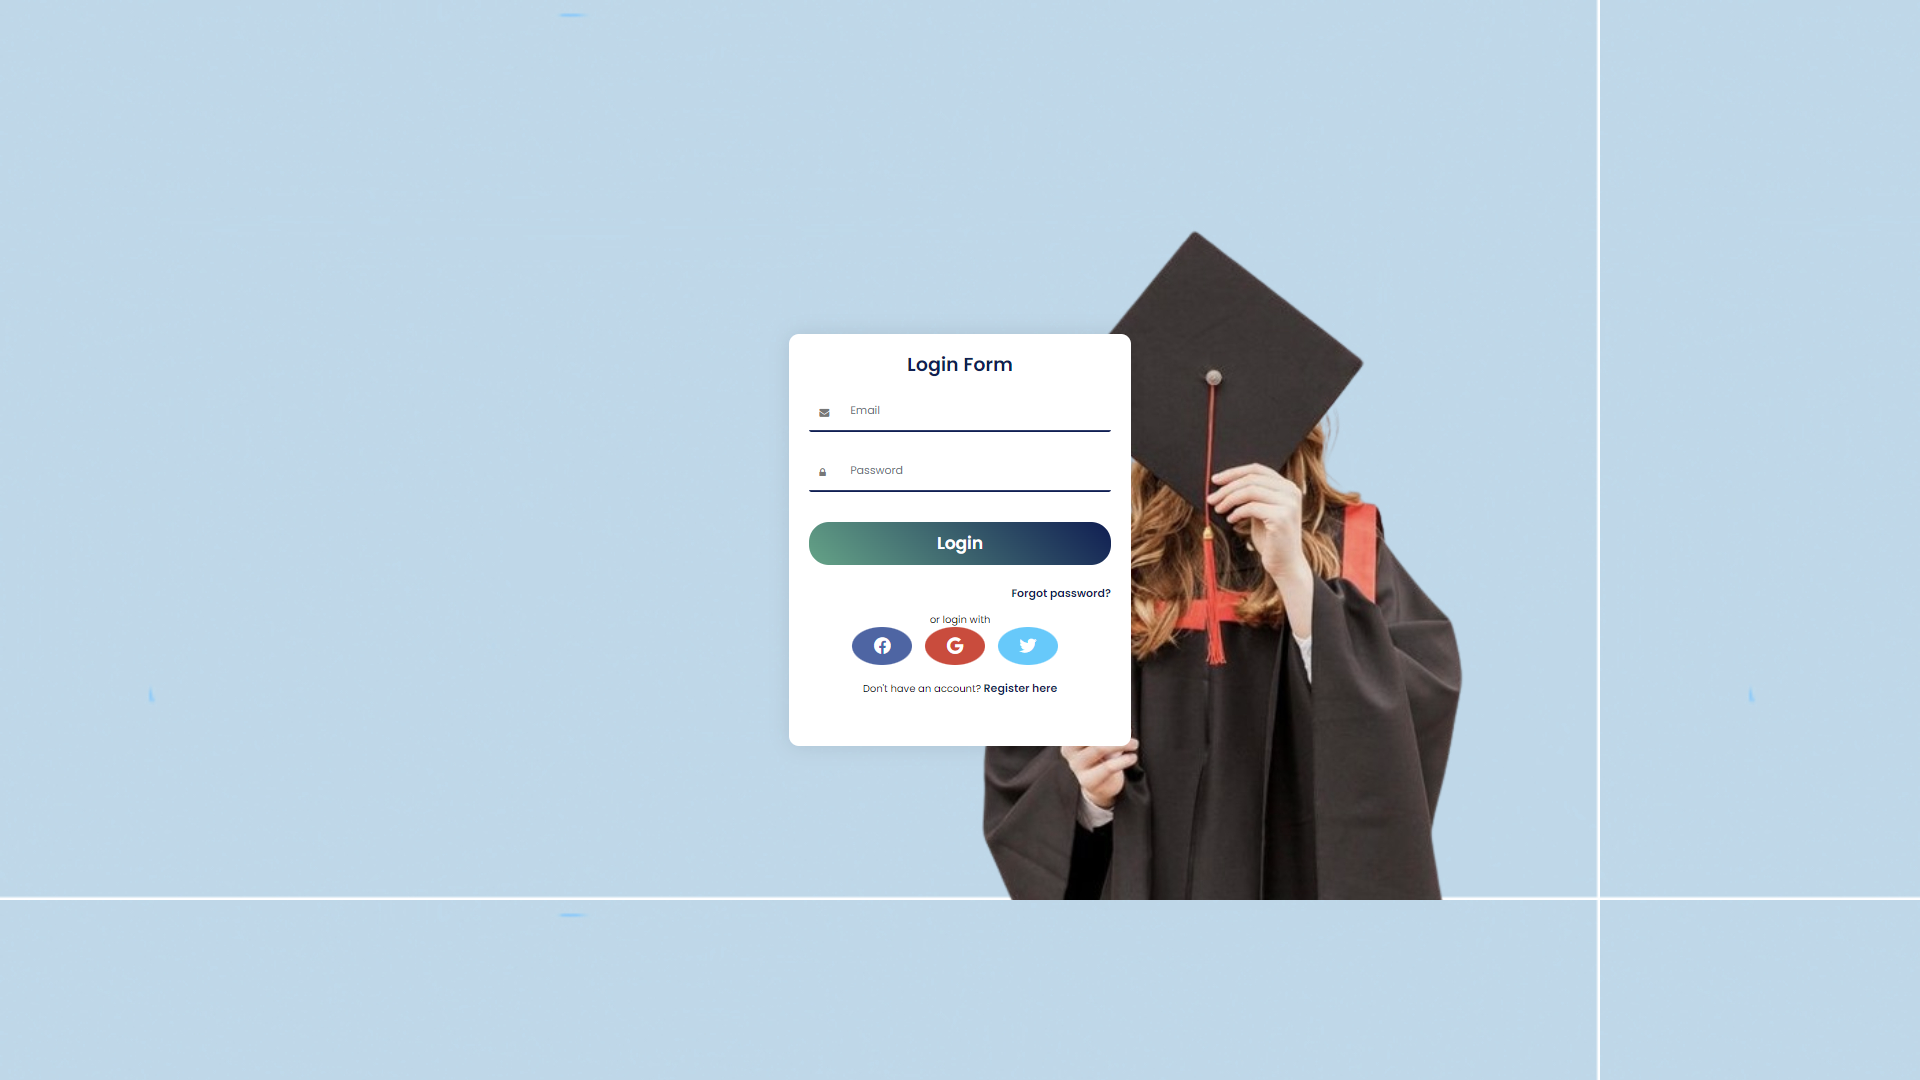 Login Form
Email
Password
Login
Forgot password?
or login with
Don't have an account? Register here